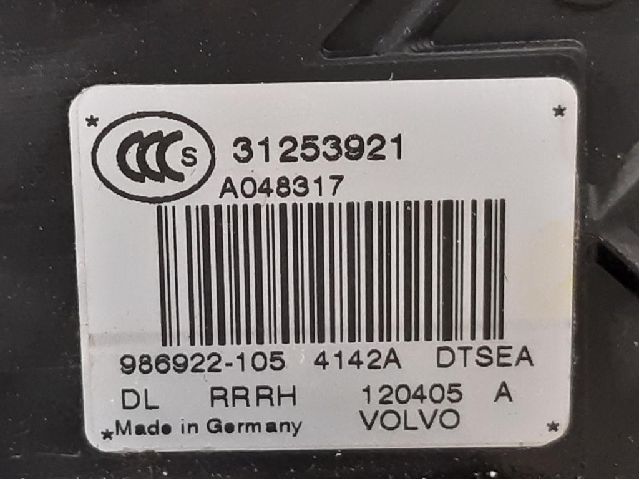 CCC S 31253921
A048317
986922-105 4142A DTSEA
DL RRRH 120405 A
*Made in Germany VOLVO *